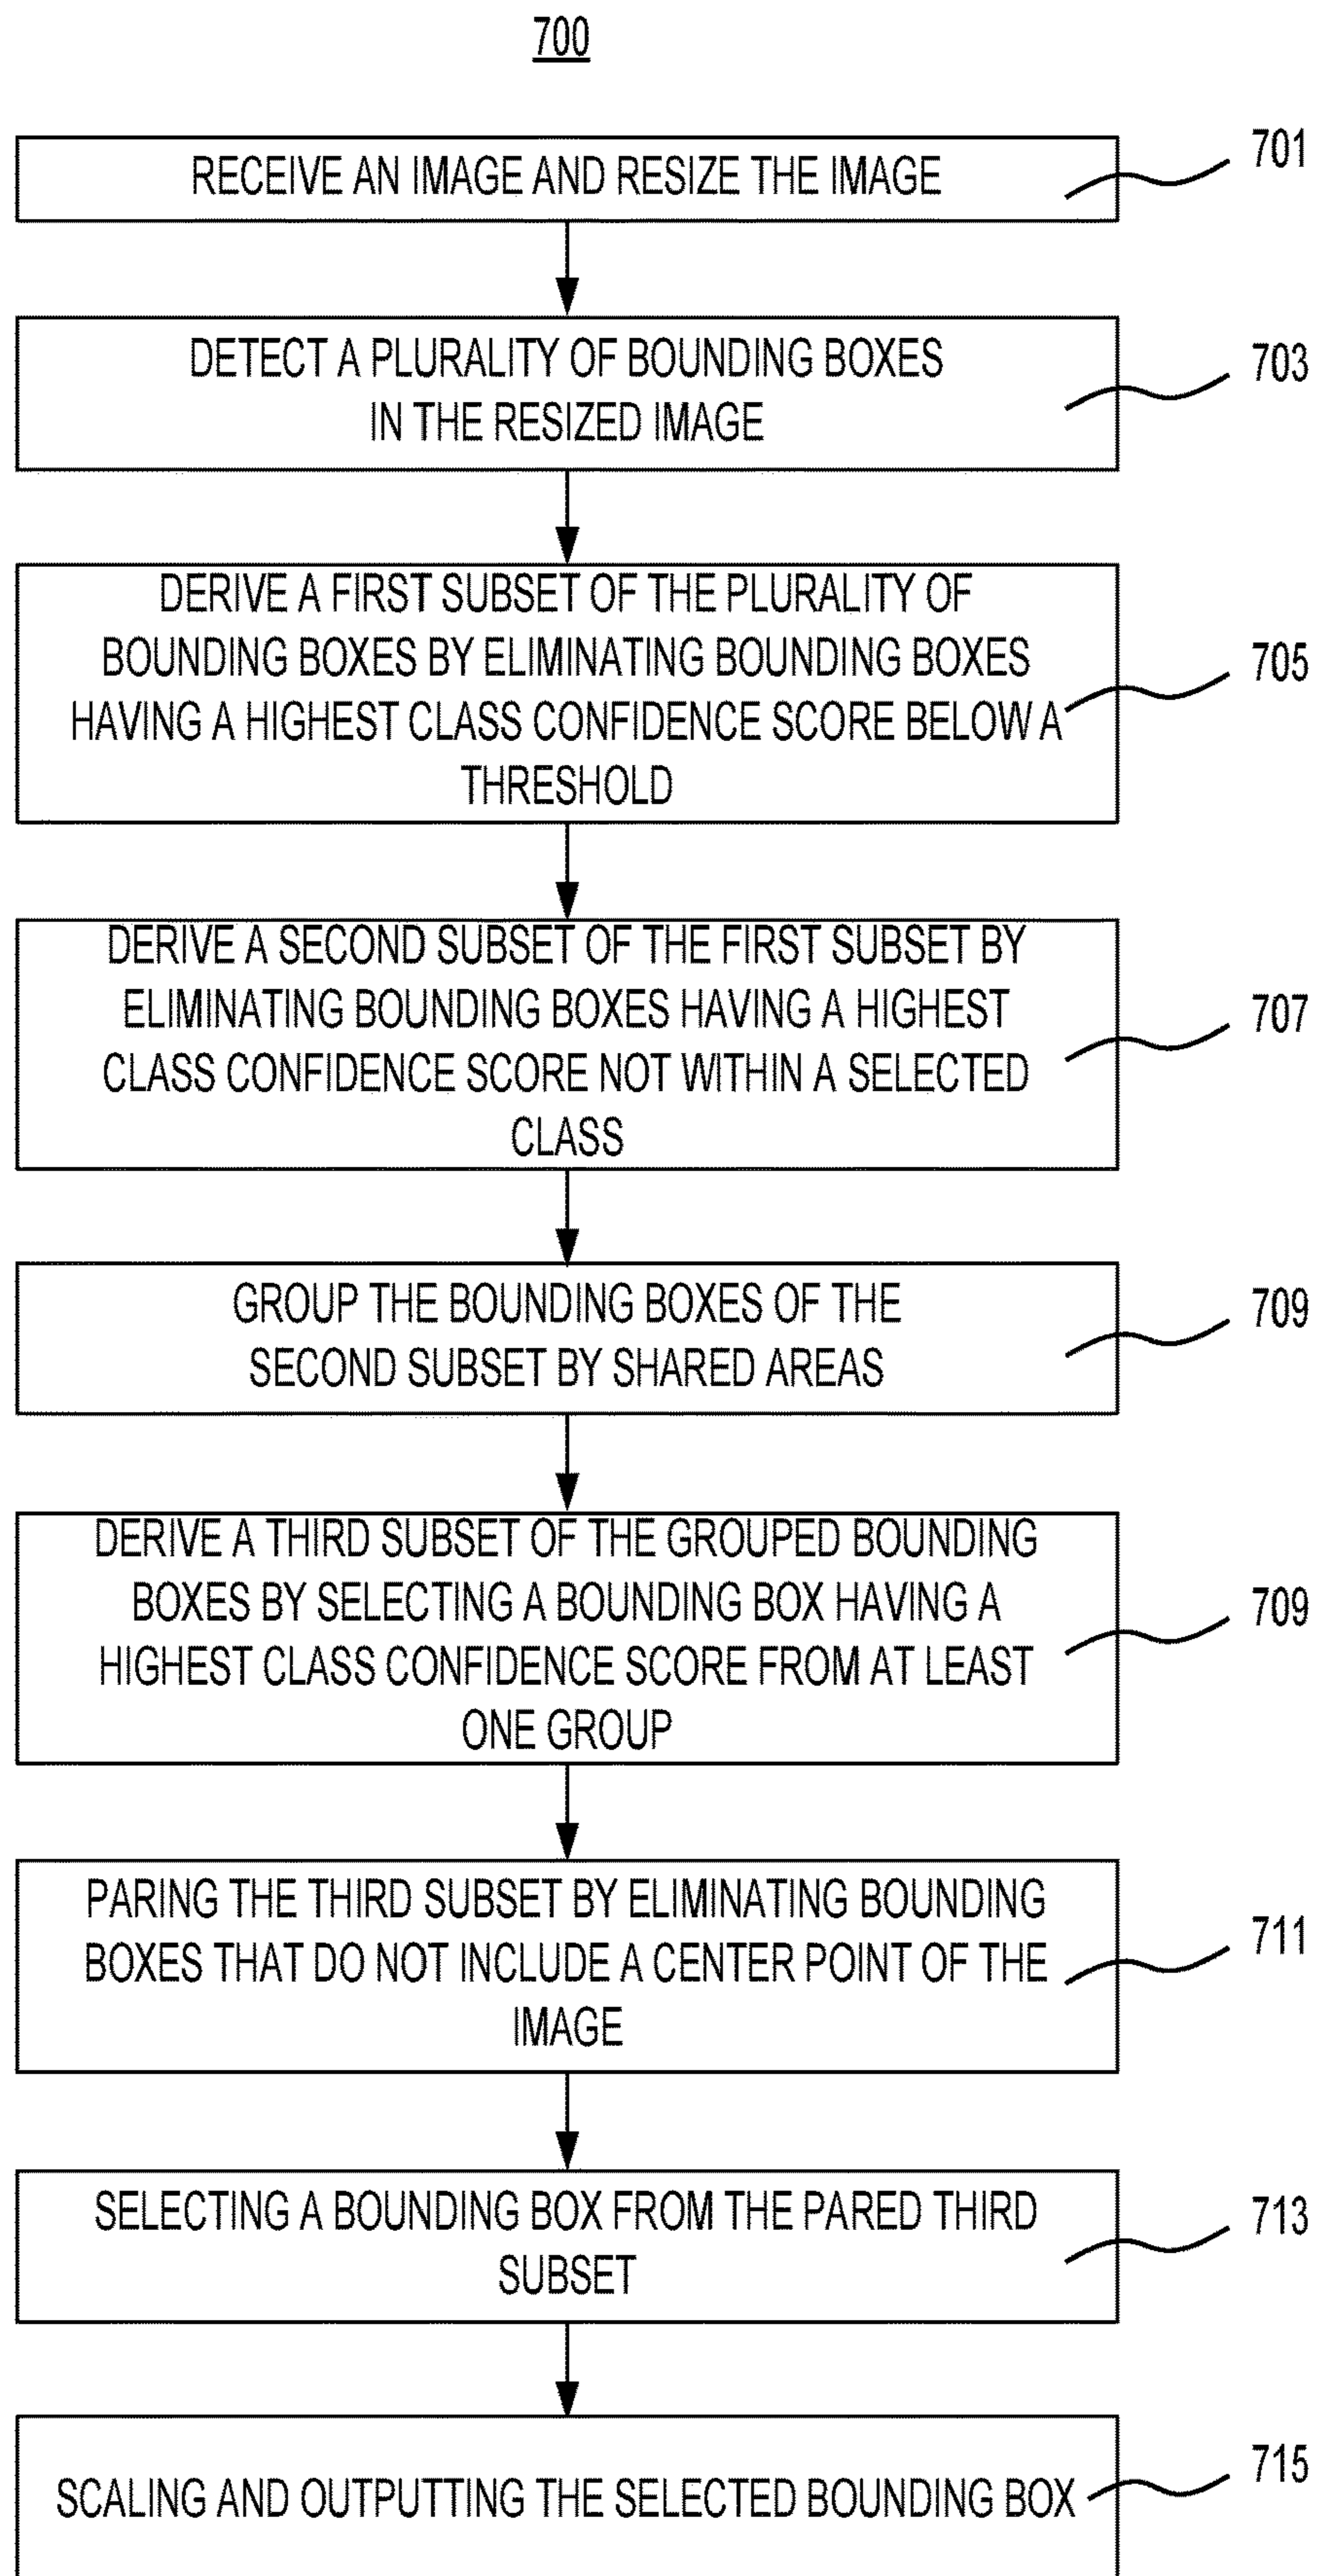 700
RECEIVE AN IMAGE AND RESIZE THE IMAGE
701
DETECT A PLURALITY OF BOUNDING BOXES
IN THE RESIZED IMAGE
703
DERIVE A FIRST SUBSET OF THE PLURALITY OF
BOUNDING BOXES BY ELIMINATING BOUNDING BOXES
HAVING A HIGHEST CLASS CONFIDENCE SCORE BELOW A
THRESHOLD
705
DERIVE A SECOND SUBSET OF THE FIRST SUBSET BY
ELIMINATING BOUNDING BOXES HAVING A HIGHEST
CLASS CONFIDENCE SCORE NOT WITHIN A SELECTED
CLASS
707
GROUP THE BOUNDING BOXES OF THE
SECOND SUBSET BY SHARED AREAS
709
DERIVE A THIRD SUBSET OF THE GROUPED BOUNDING
BOXES BY SELECTING A BOUNDING BOX HAVING A
HIGHEST CLASS CONFIDENCE SCORE FROM AT LEAST
ONE GROUP
709
PARING THE THIRD SUBSET BY ELIMINATING BOUNDING
BOXES THAT DO NOT INCLUDE A CENTER POINT OF THE
IMAGE
711
SELECTING A BOUNDING BOX FROM THE PARED THIRD
SUBSET
713
SCALING AND OUTPUTTING THE SELECTED BOUNDING BOX
715